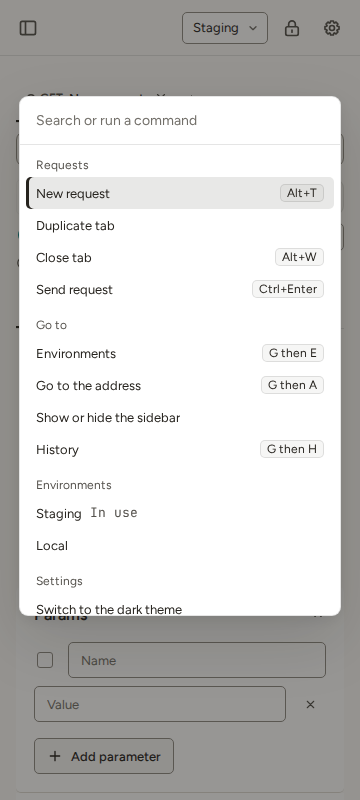 Staging
Search or run a command
Requests
New request Alt+T
Duplicate tab
Close tab Alt+W
Send request Ctrl+Enter
Go to
Environments G then E
Go to the address G then A
Show or hide the sidebar
History G then H
Environments
Staging In use
Local
Settings
Switch to the dark theme
Params
Name
Value
Add parameter